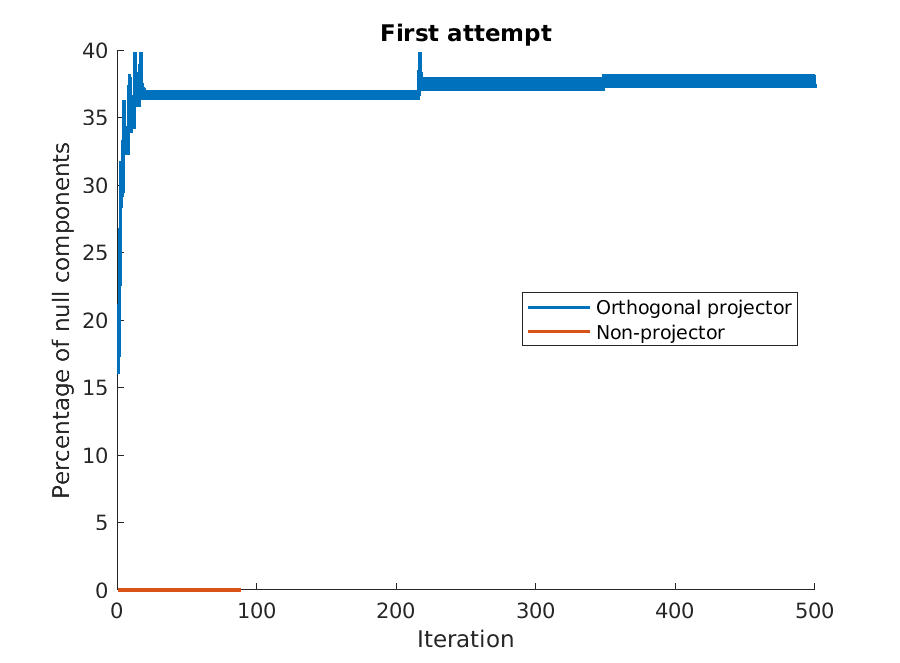 First attempt
Percentage of null components
40
35
30
25
20
15
10
5
0
Orthogonal projector
Non-projector
0 100 200 300 400 500
Iteration